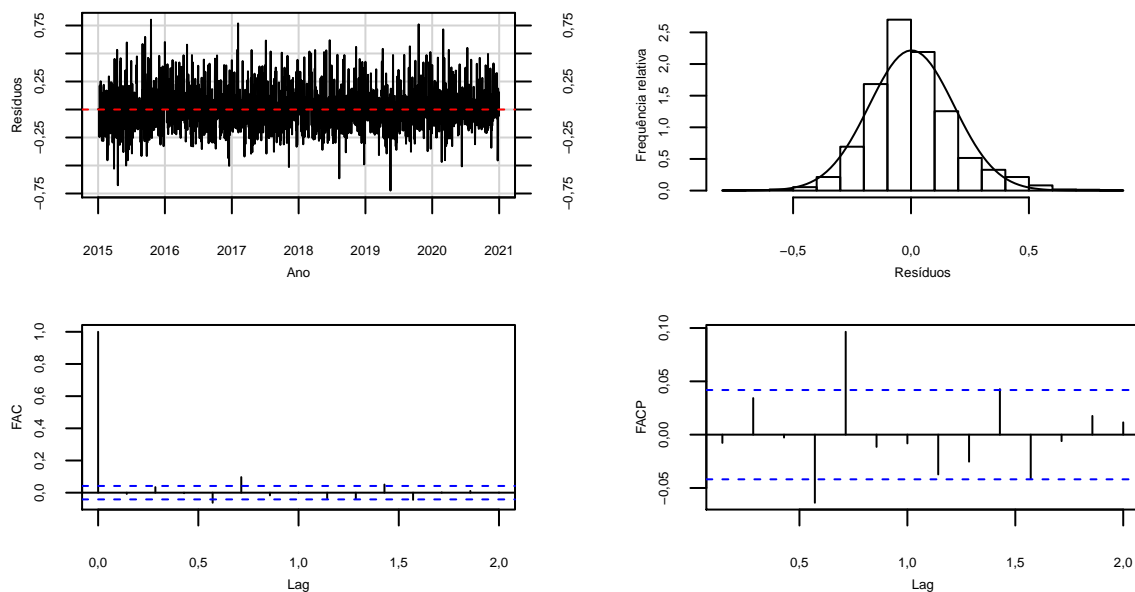 Resíduos
0,75
0,25
−0,25
−0,75
0,75
0,25
−0,25
−0,75
2015 2016 2017 2018 2019 2020 2021
Ano
Frequência relativa
2,5
2,0
1,5
1,0
0,5
0,0
−0,5 0,0 0,5
Resíduos
FAC
1,0
0,8
0,6
0,4
0,2
0,0
0,0 0,5 1,0 1,5 2,0
Lag
FACP
0,10
0,05
0,00
−0,05
0,5 1,0 1,5 2,0
Lag